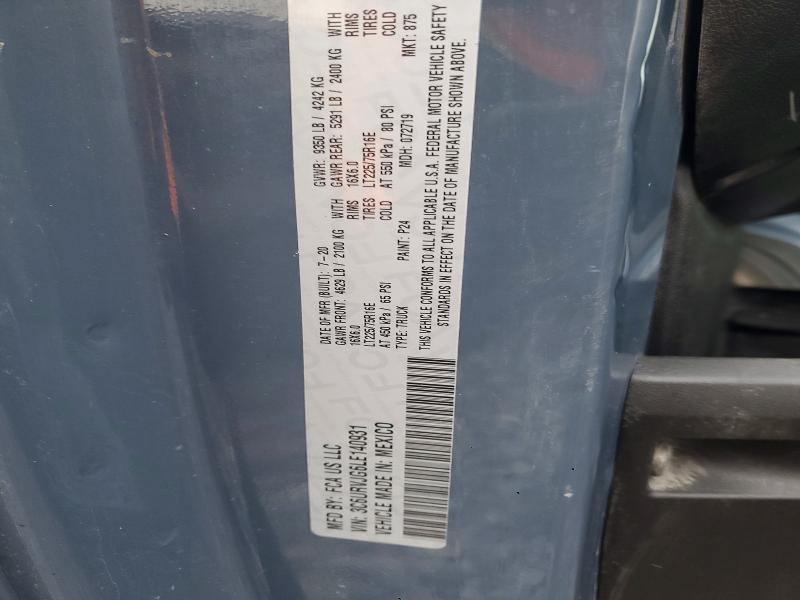 MFD BY: FCA US LLC
DATE OF MFR (BUILT): 7-20
GVWR: 9350 LB / 4242 KG
GAWR FRONT: 4629 LB / 2100 KG WITH
GAWR REAR: 5291 LB / 2400 KG WITH
16X6.0 RIMS
16X6.0 RIMS
LT225/75R16E TIRES
LT225/75R16E TIRES
AT 450 kPa / 65 PSI COLD
AT 550 kPa / 80 PSI COLD
VIN: 3C6URVJG6LE140931
TYPE: TRUCK
PAINT: P24
MDH: 072719
MKT: 875
VEHICLE MADE IN: MEXICO
THIS VEHICLE CONFORMS TO ALL APPLICABLE U.S.A. FEDERAL MOTOR VEHICLE SAFETY
STANDARDS IN EFFECT ON THE DATE OF MANUFACTURE SHOWN ABOVE.